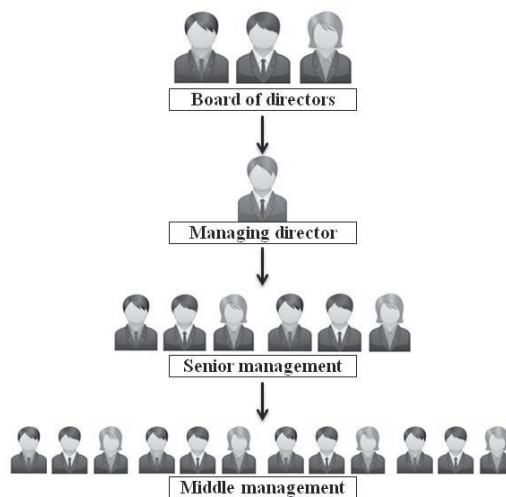 Board of directors
Managing director
Senior management
Middle management